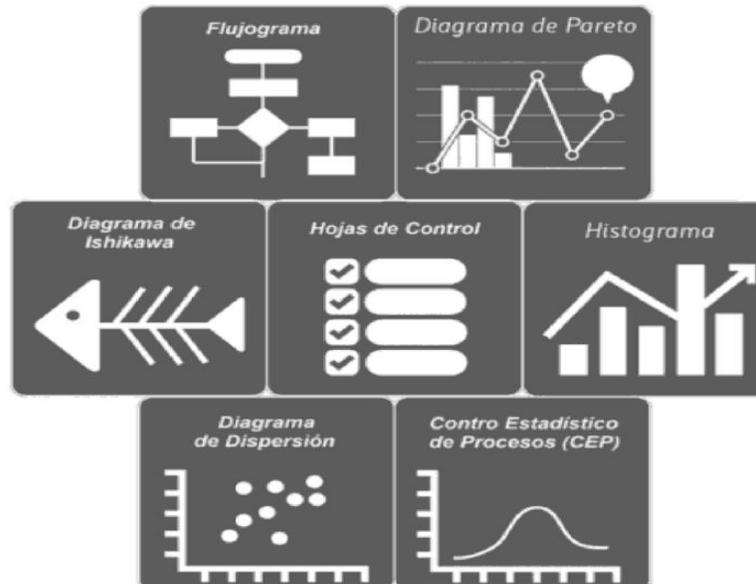 Flujograma
Diagrama de Pareto
Diagrama de
Ishikawa
Hojas de Control
Histograma
Diagrama
de Dispersión
Contro Estadístico
de Procesos (CEP)